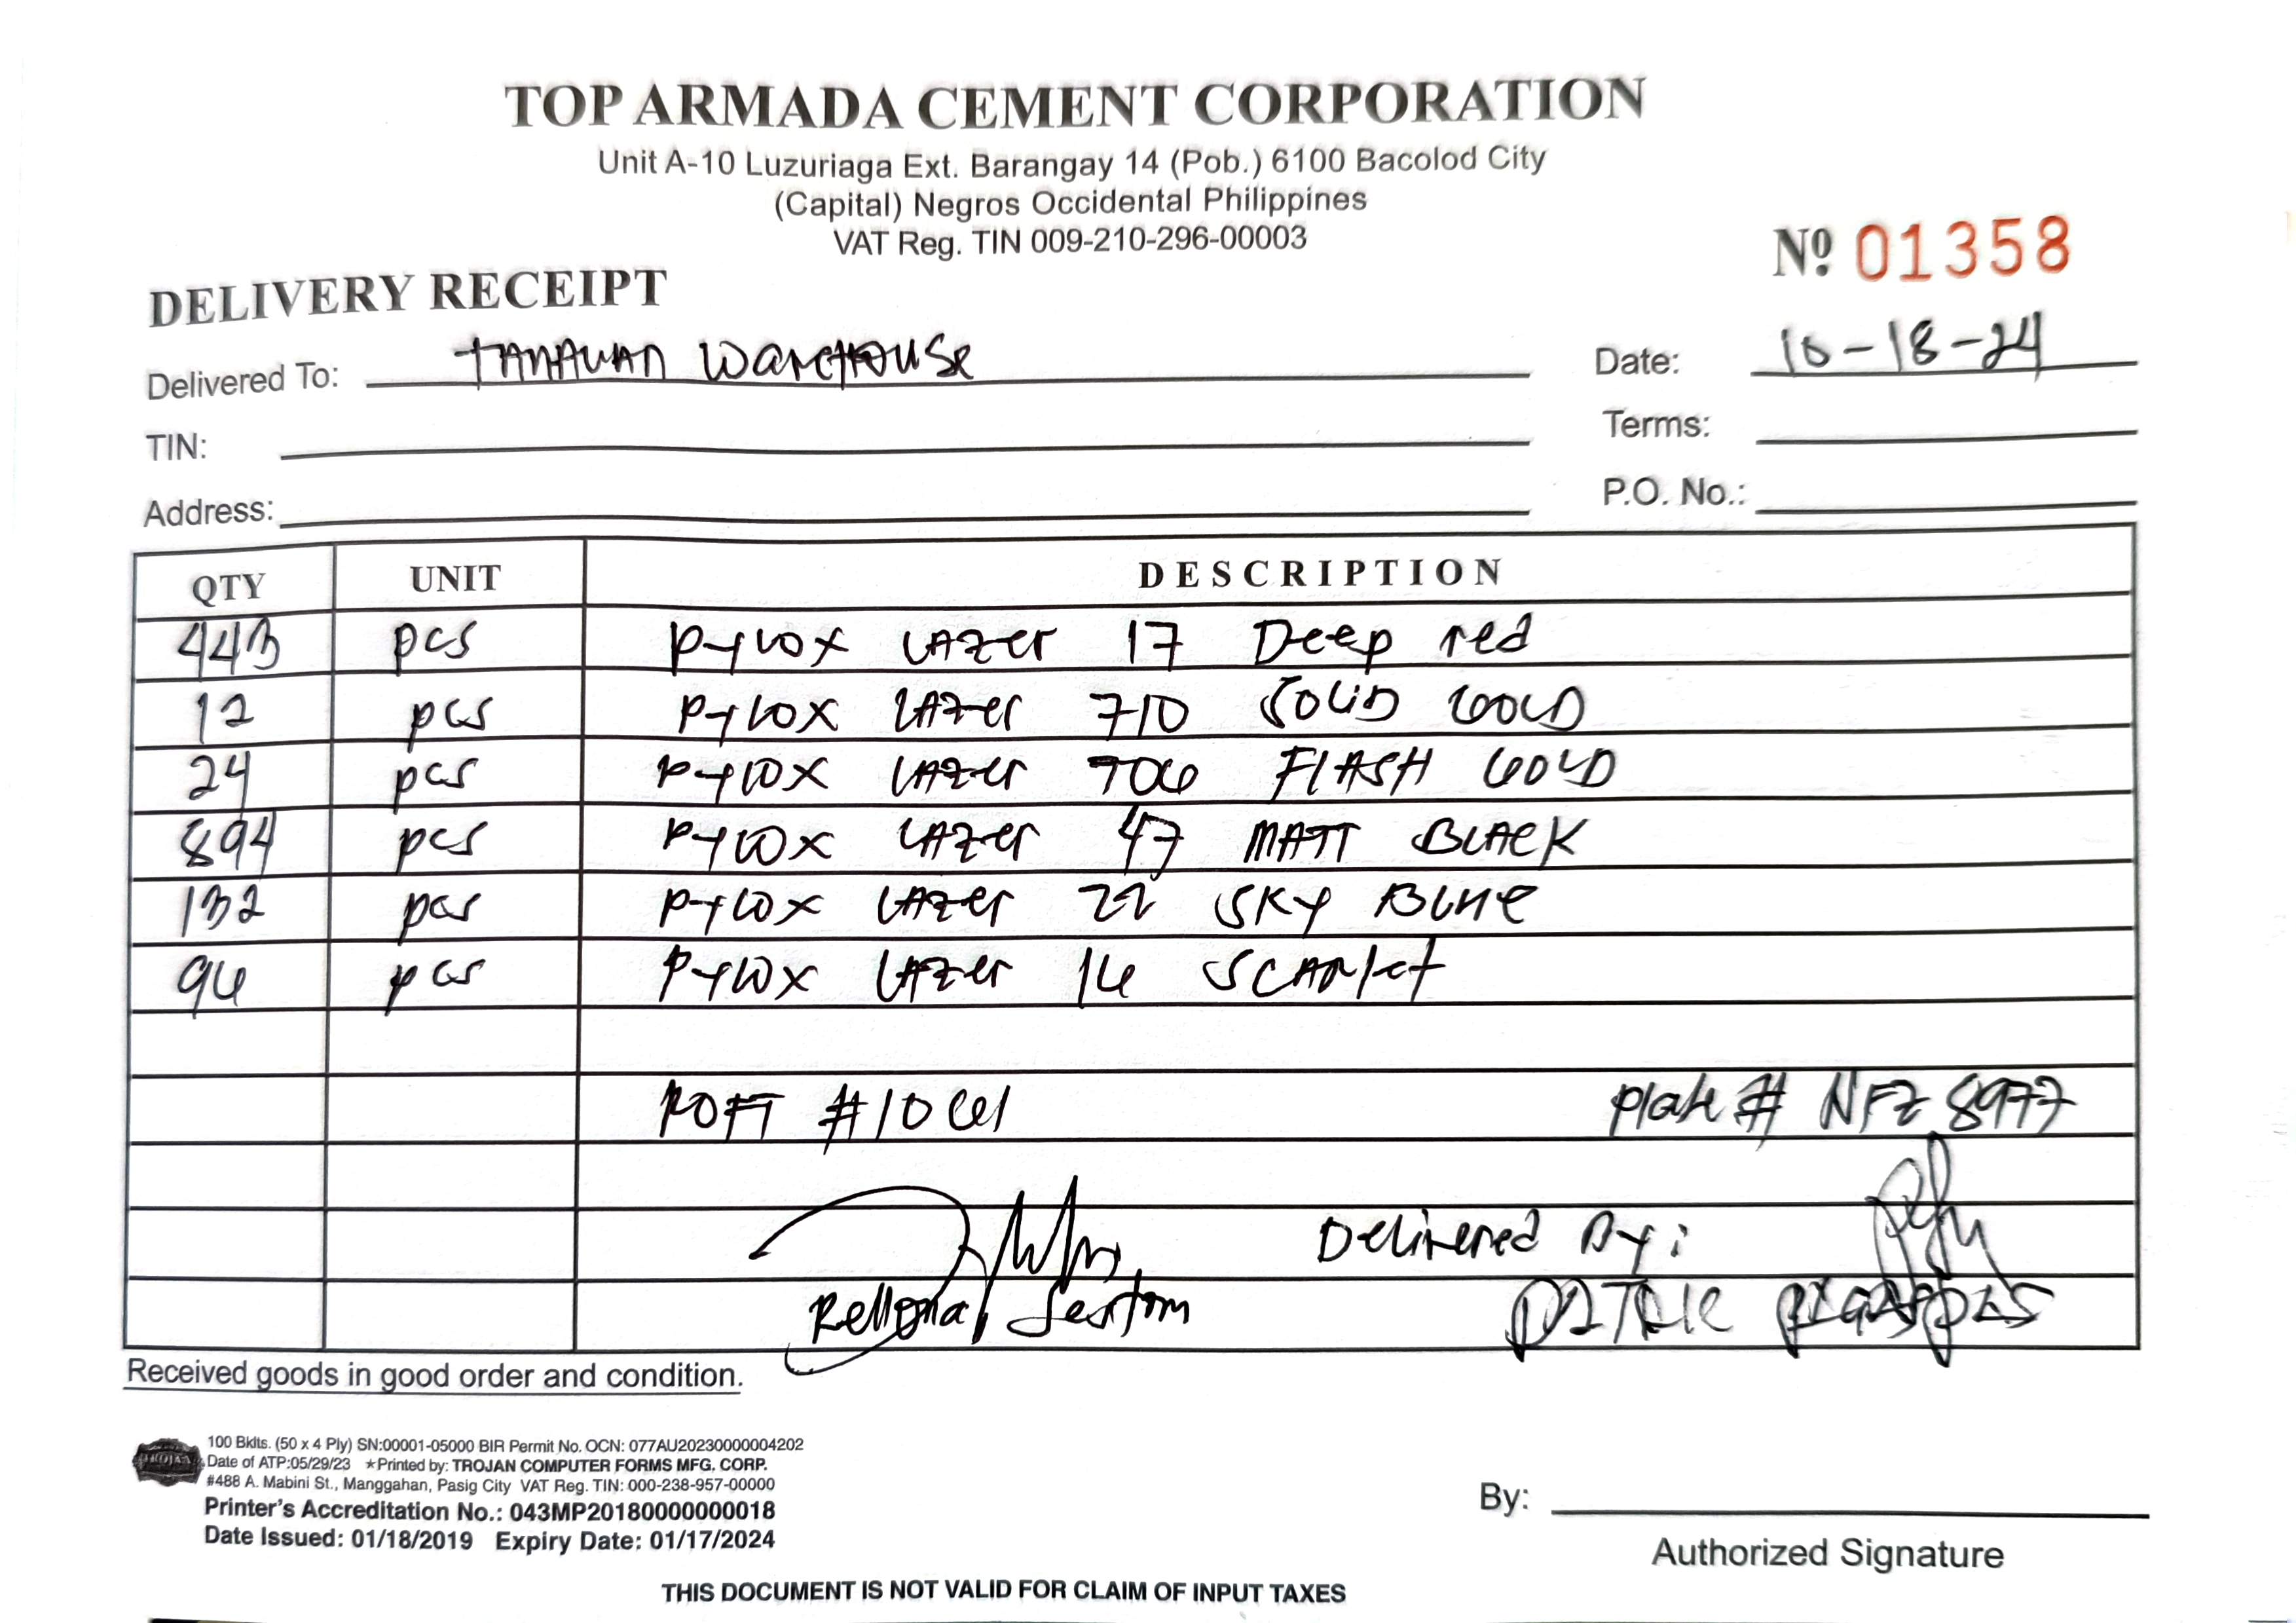 TOP ARMADA CEMENT CORPORATION
Unit A-10 Luzuriaga Ext. Barangay 14 (Pob.) 6100 Bacolod City
(Capital) Negros Occidental Philippines
VAT Reg. TIN 009-210-296-00003
Nº 01358
DELIVERY RECEIPT
Delivered To: TANAUAN WAREHOUSE Date: 10-18-24
TIN: Terms:
Address: P.O. No.:
QTY UNIT DESCRIPTION
443 pcs PYLOX LAZER 17 Deep red
12 pcs PYLOX LAZER 710 SOLID GOLD
24 pcs PYLOX LAZER 706 FLASH GOLD
894 pcs PYLOX LAZER 47 MATT BLACK
132 pcs PYLOX LAZER 22 SKY BLUE
96 pcs PYLOX LAZER 16 SCARlet
Plate # NFZ 8977
Delivered By:
Received goods in good order and condition.
TROJAN
100 Bklts. (50 x 4 Ply) SN:00001-05000 BIR Permit No. OCN: 077AU20230000004202
Date of ATP:05/29/23 ★Printed by: TROJAN COMPUTER FORMS MFG. CORP.
#488 A. Mabini St., Manggahan, Pasig City VAT Reg. TIN: 000-238-957-00000
Printer's Accreditation No.: 043MP20180000000018
Date Issued: 01/18/2019 Expiry Date: 01/17/2024
By:
Authorized Signature
THIS DOCUMENT IS NOT VALID FOR CLAIM OF INPUT TAXES